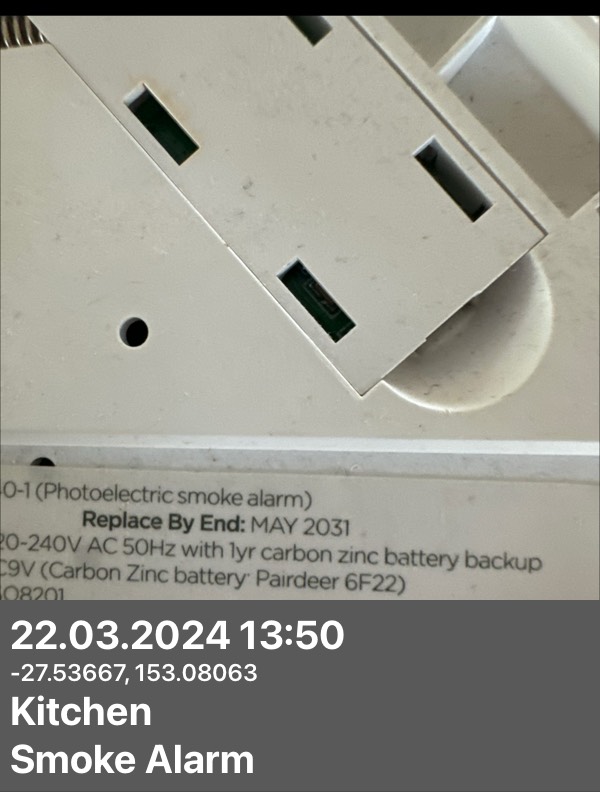 0-1 (Photoelectric smoke alarm)
Replace By End: MAY 2031
20-240V AC 50Hz with 1yr carbon zinc battery backup
C9V (Carbon Zinc battery Pairdeer 6F22)
08201
22.03.2024 13:50
-27.53667, 153.08063
Kitchen
Smoke Alarm